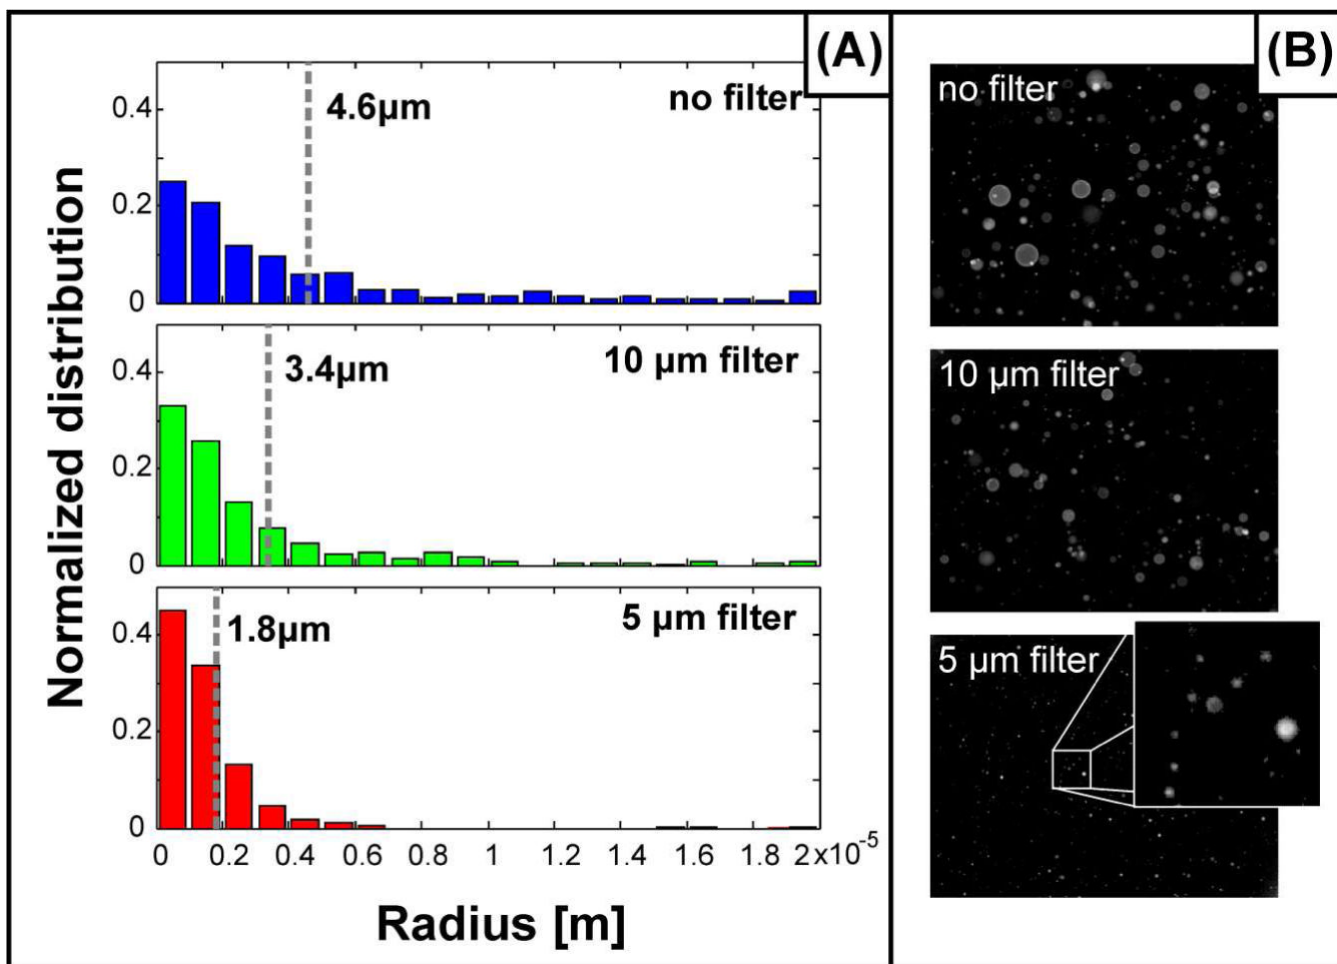 (A)
Normalized distribution
0.4
0.2
0
4.6µm
no filter
0.4
0.2
0
3.4µm
10 µm filter
0.4
0.2
0
1.8µm
5 µm filter
0 0.2 0.4 0.6 0.8 1 1.2 1.4 1.6 1.8 2x10⁻⁵
Radius [m]
(B)
no filter
10 µm filter
5 µm filter